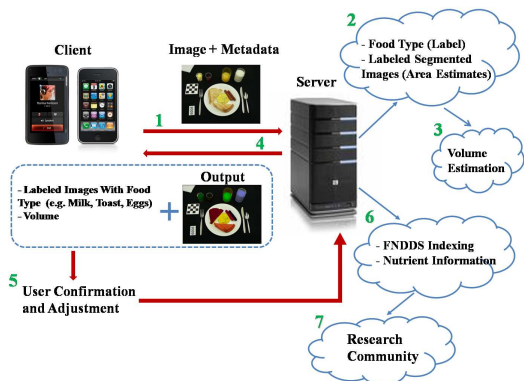 Client
Image + Metadata
Server
1
4
2
- Food Type (Label)
- Labeled Segmented
Images (Area Estimates)
3
Volume
Estimation
- Labeled Images With Food
Type (e.g. Milk, Toast, Eggs)
- Volume
+
Output
6
- FNDDS Indexing
- Nutrient Information
5
User Confirmation
and Adjustment
7
Research
Community